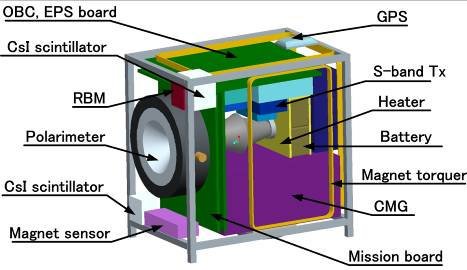 OBC, EPS board
GPS
CsI scintillator
S-band Tx
RBM
Heater
Polarimeter
Battery
CsI scintillator
Magnet torquer
CMG
Magnet sensor
Mission board